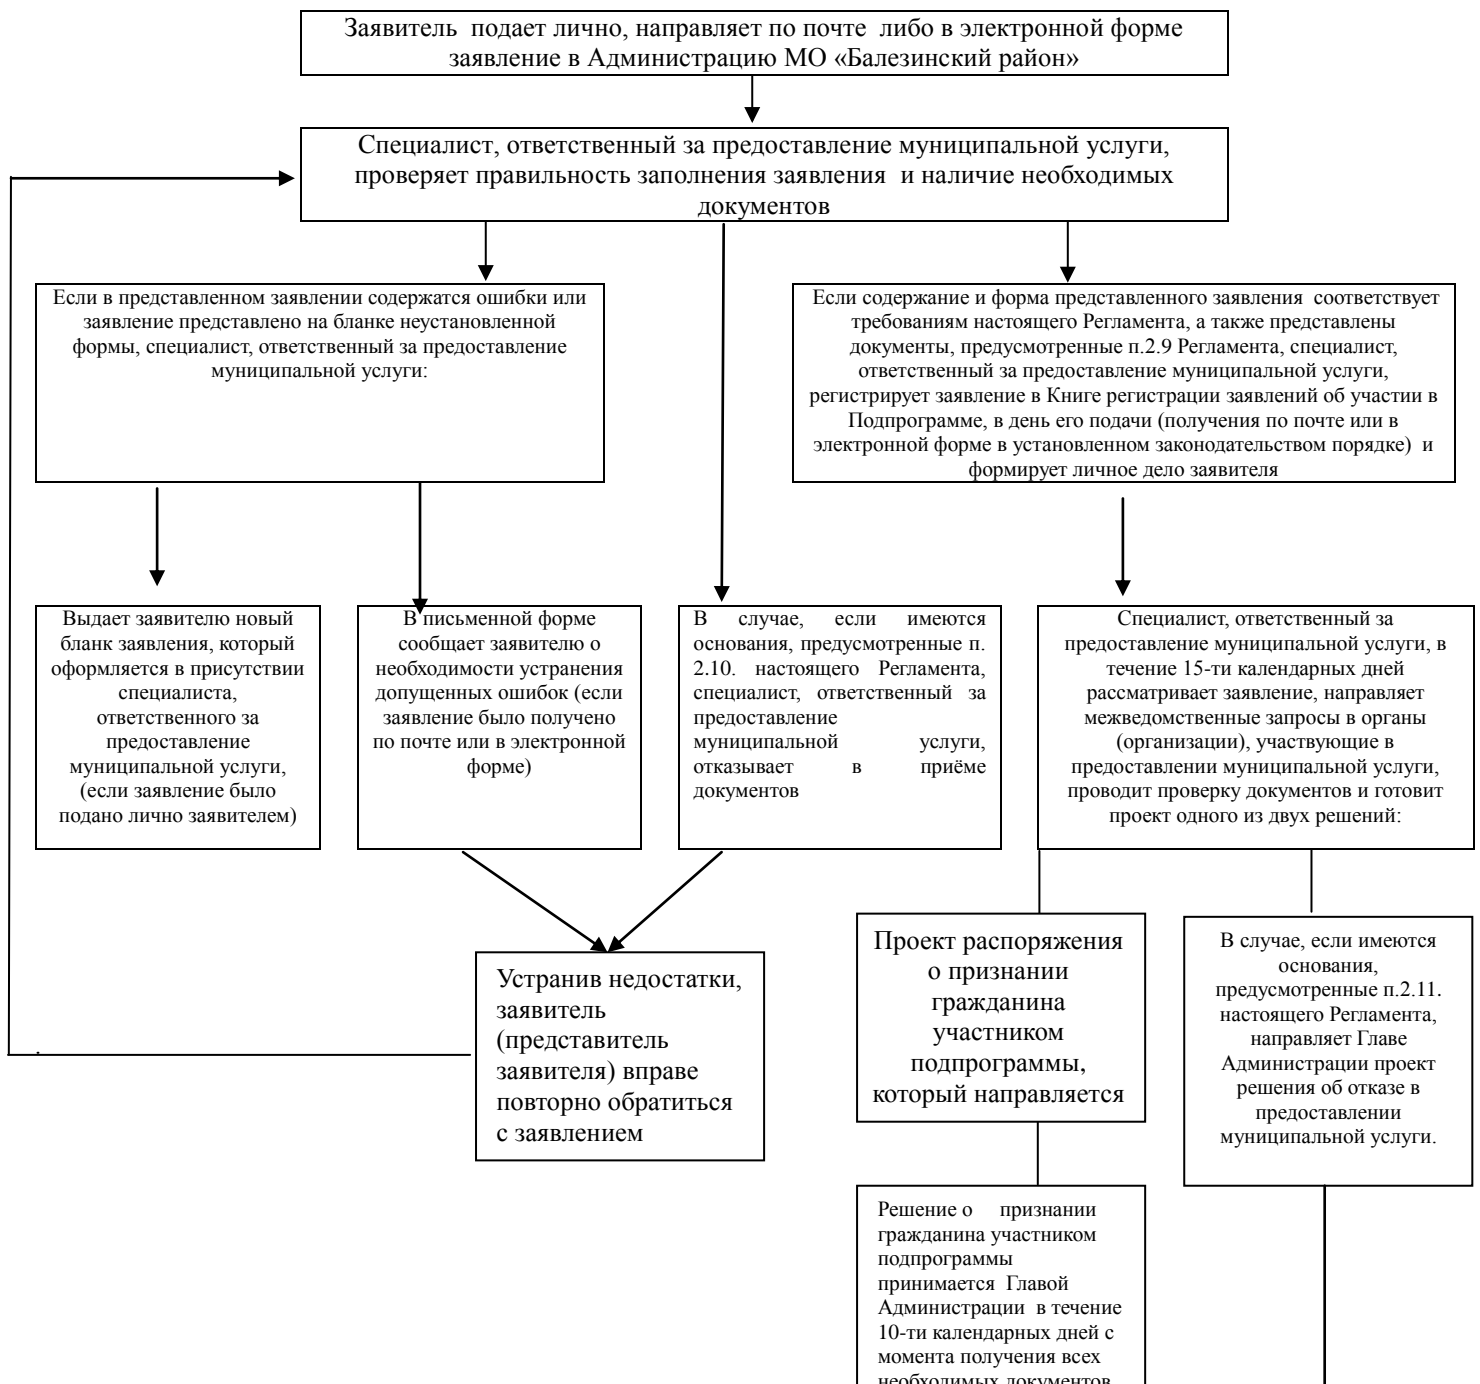 Заявитель подает лично, направляет по почте либо в электронной форме
заявление в Администрацию МО «Балезинский район»
Специалист, ответственный за предоставление муниципальной услуги,
проверяет правильность заполнения заявления и наличие необходимых
документов
Если в представленном заявлении содержатся ошибки или
заявление представлено на бланке неустановленной
формы, специалист, ответственный за предоставление
муниципальной услуги:
Если содержание и форма представленного заявления соответствует
требованиям настоящего Регламента, а также представлены
документы, предусмотренные п.2.9 Регламента, специалист,
ответственный за предоставление муниципальной услуги,
регистрирует заявление в Книге регистрации заявлений об участии в
Подпрограмме, в день его подачи (получения по почте или в
электронной форме в установленном законодательством порядке) и
формирует личное дело заявителя
Выдает заявителю новый
бланк заявления, который
оформляется в присутствии
специалиста,
ответственного за
предоставление
муниципальной услуги,
(если заявление было
подано лично заявителем)
В письменной форме
сообщает заявителю о
необходимости устранения
допущенных ошибок (если
заявление было получено
по почте или в электронной
форме)
В случае, если имеются
основания, предусмотренные п.
2.10. настоящего Регламента,
специалист, ответственный за
предоставление
муниципальной услуги,
отказывает в приёме
документов
Специалист, ответственный за
предоставление муниципальной услуги, в
течение 15-ти календарных дней
рассматривает заявление, направляет
межведомственные запросы в органы
(организации), участвующие в
предоставлении муниципальной услуги,
проводит проверку документов и готовит
проект одного из двух решений:
Устранив недостатки,
заявитель
(представитель
заявителя) вправе
повторно обратиться
с заявлением
Проект распоряжения
о признании
гражданина
участником
подпрограммы,
который направляется
В случае, если имеются
основания,
предусмотренные п.2.11.
настоящего Регламента,
направляет Главе
Администрации проект
решения об отказе в
предоставлении
муниципальной услуги.
Решение о признании
гражданина участником
подпрограммы
принимается Главой
Администрации в течение
10-ти календарных дней с
момента получения всех
необходимых документов